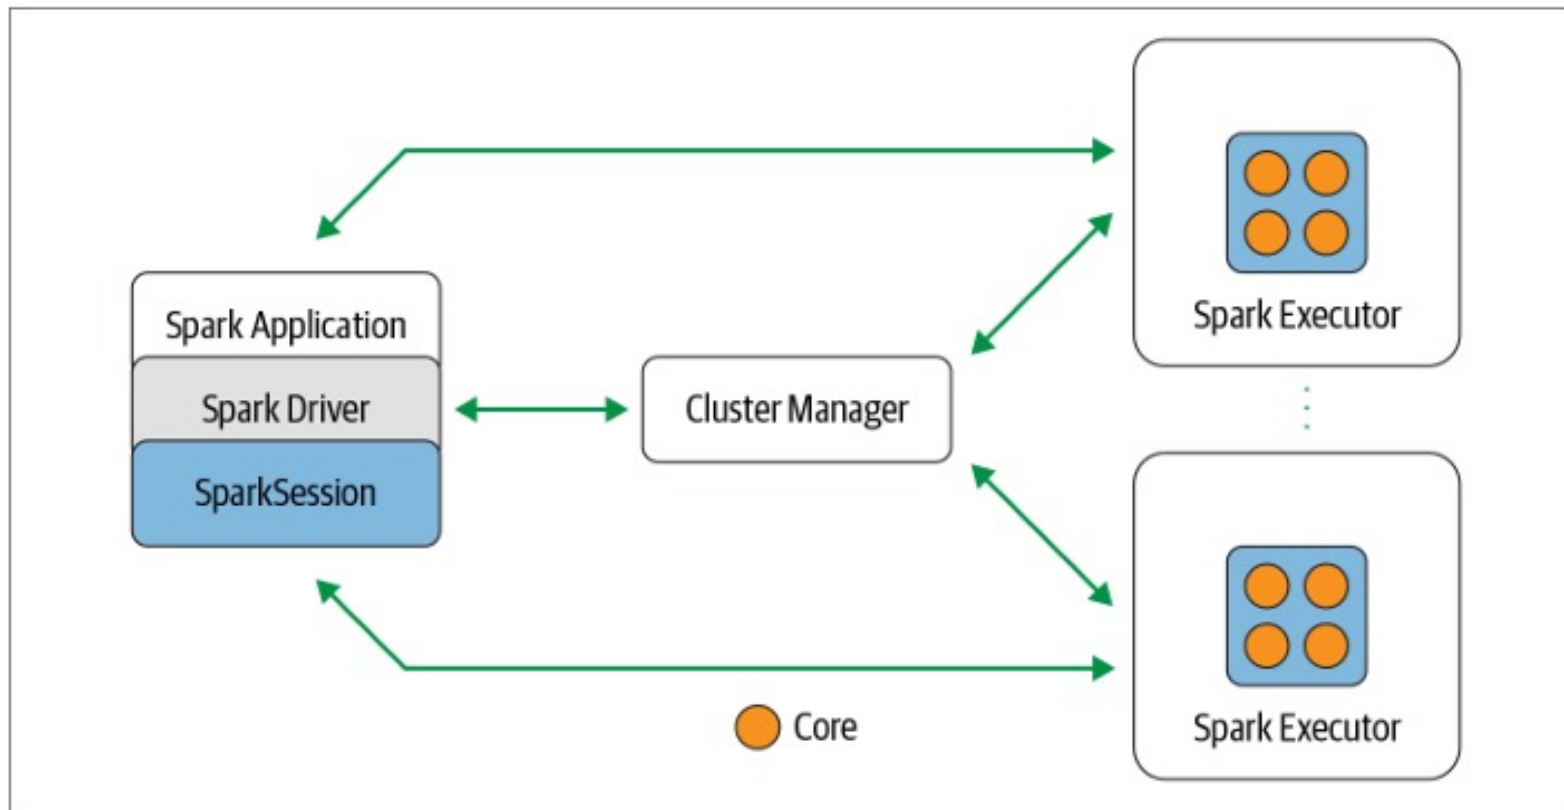 Spark Application
Spark Driver
SparkSession
Cluster Manager
Spark Executor
Spark Executor
Core